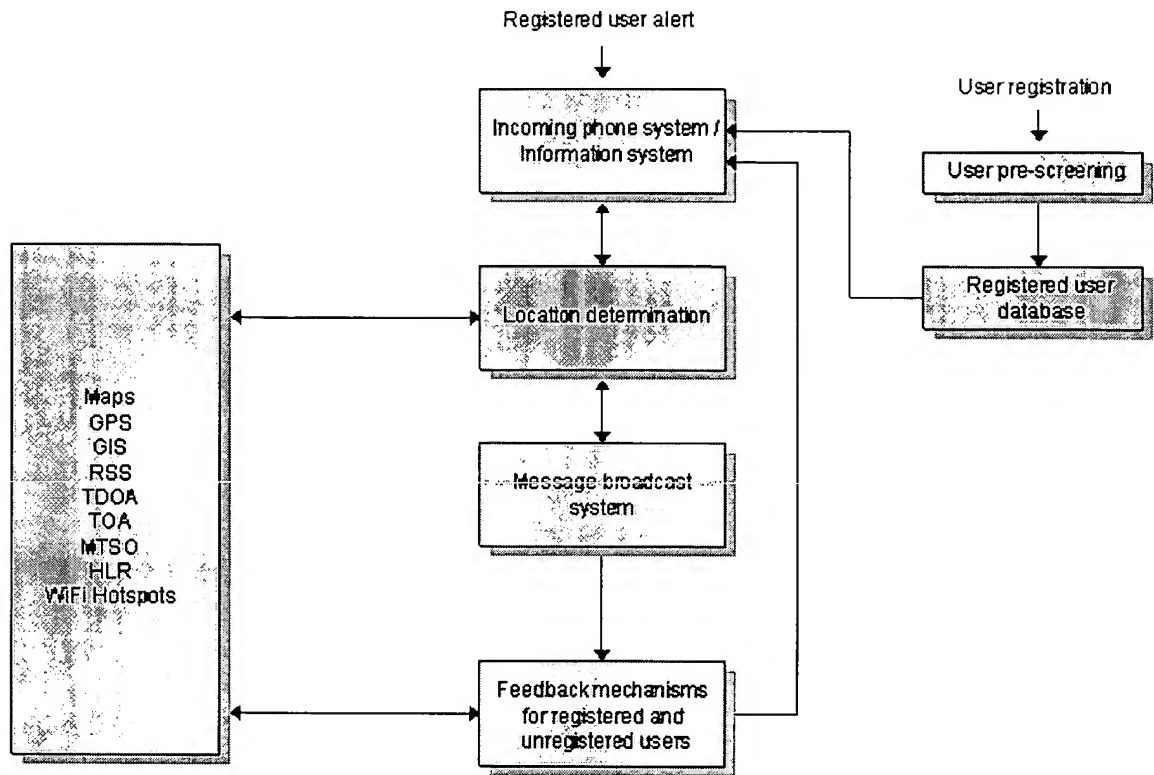 Registered user alert
Incoming phone system /
Information system
User registration
User pre-screening
Registered user
database
Location determination
Maps
GPS
GIS
RSS
TDOA
TOA
MTSO
HLR
WiFi Hotspots
Message broadcast
system
Feedback mechanisms
for registered and
unregistered users